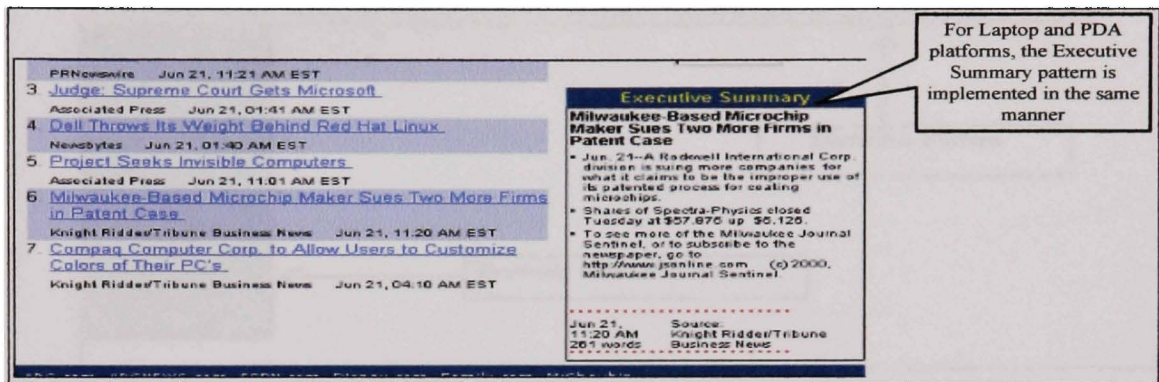 For Laptop and PDA
platforms, the Executive
Summary pattern is
implemented in the same
manner
PRNewswire Jun 21, 11:21 AM EST
3. Judge: Supreme Court Gets Microsoft
Associated Press Jun 21, 01:41 AM EST
4. Dell Throws Its Weight Behind Red Hat Linux
Newsbytes Jun 21, 01:40 AM EST
5. Project Seeks Invisible Computers
Associated Press Jun 21, 11:01 AM EST
6. Milwaukee-Based Microchip Maker Sues Two More Firms
in Patent Case
Knight Ridder/Tribune Business News Jun 21, 11:20 AM EST
7. Compaq Computer Corp. to Allow Users to Customize
Colors of Their PC's
Knight Ridder/Tribune Business News Jun 21, 04:10 AM EST
Executive Summary
Milwaukee-Based Microchip
Maker Sues Two More Firms in
Patent Case
• Jun. 21--A Rockwell International Corp.
division is suing more companies for
what it claims to be the improper use of
its patented process for coating
microchips.
• Shares of Spectra-Physics closed
Tuesday at $57.875 up $5.125.
• To see more of the Milwaukee Journal
Sentinel, or to subscribe to the
newspaper, go to
http://www.jsonline.com (c) 2000,
Milwaukee Journal Sentinel.
Jun 21, Source:
11:20 AM Knight Ridder/Tribune
261 words Business News